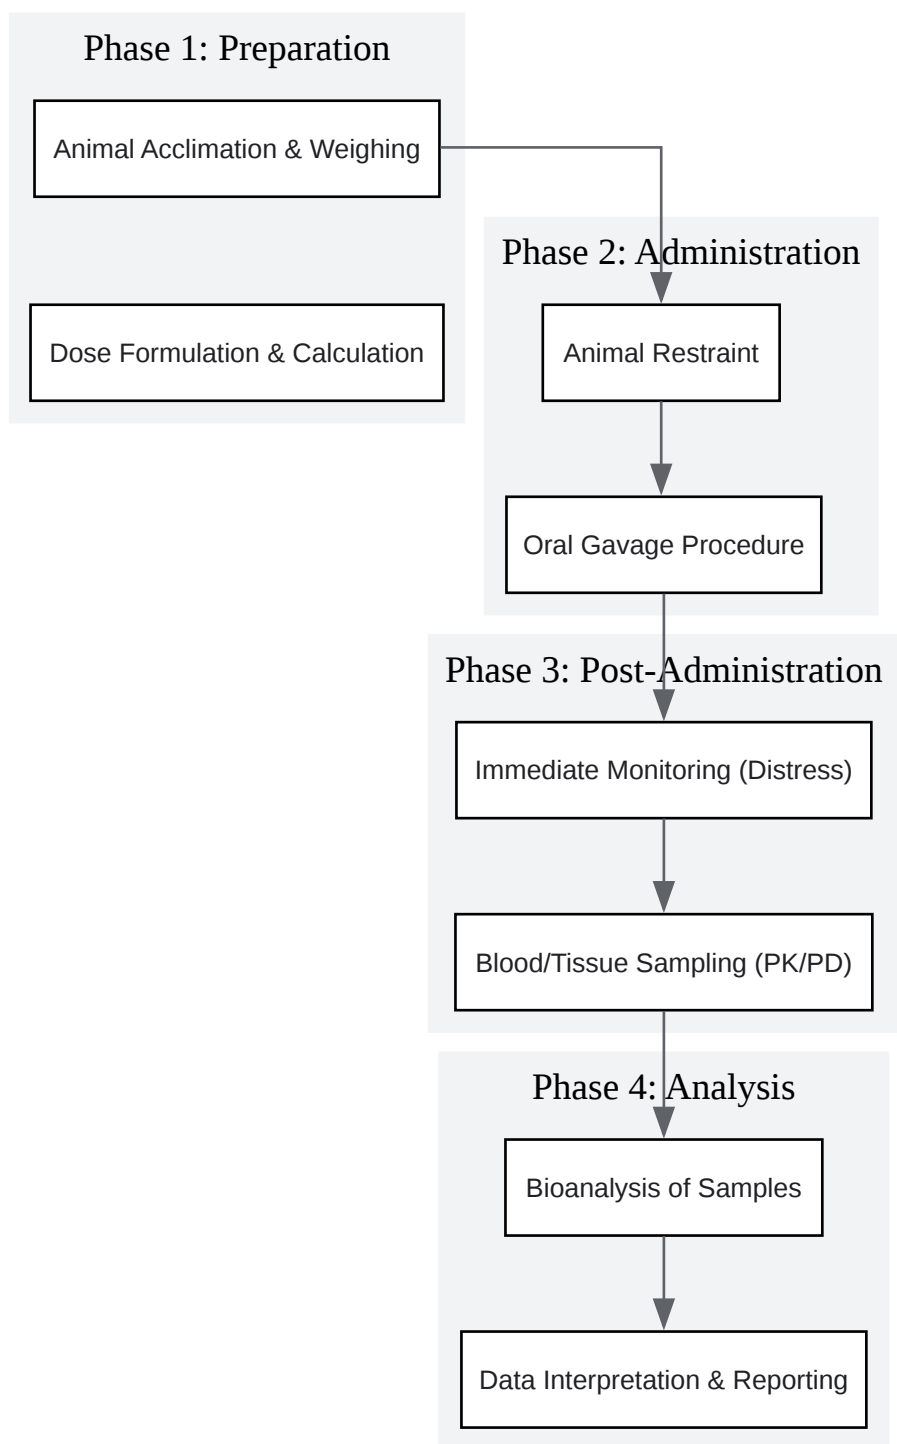 Phase 1: Preparation
Animal Acclimation & Weighing
Dose Formulation & Calculation
Phase 2: Administration
Animal Restraint
Oral Gavage Procedure
Phase 3: Post-Administration
Immediate Monitoring (Distress)
Blood/Tissue Sampling (PK/PD)
Phase 4: Analysis
Bioanalysis of Samples
Data Interpretation & Reporting